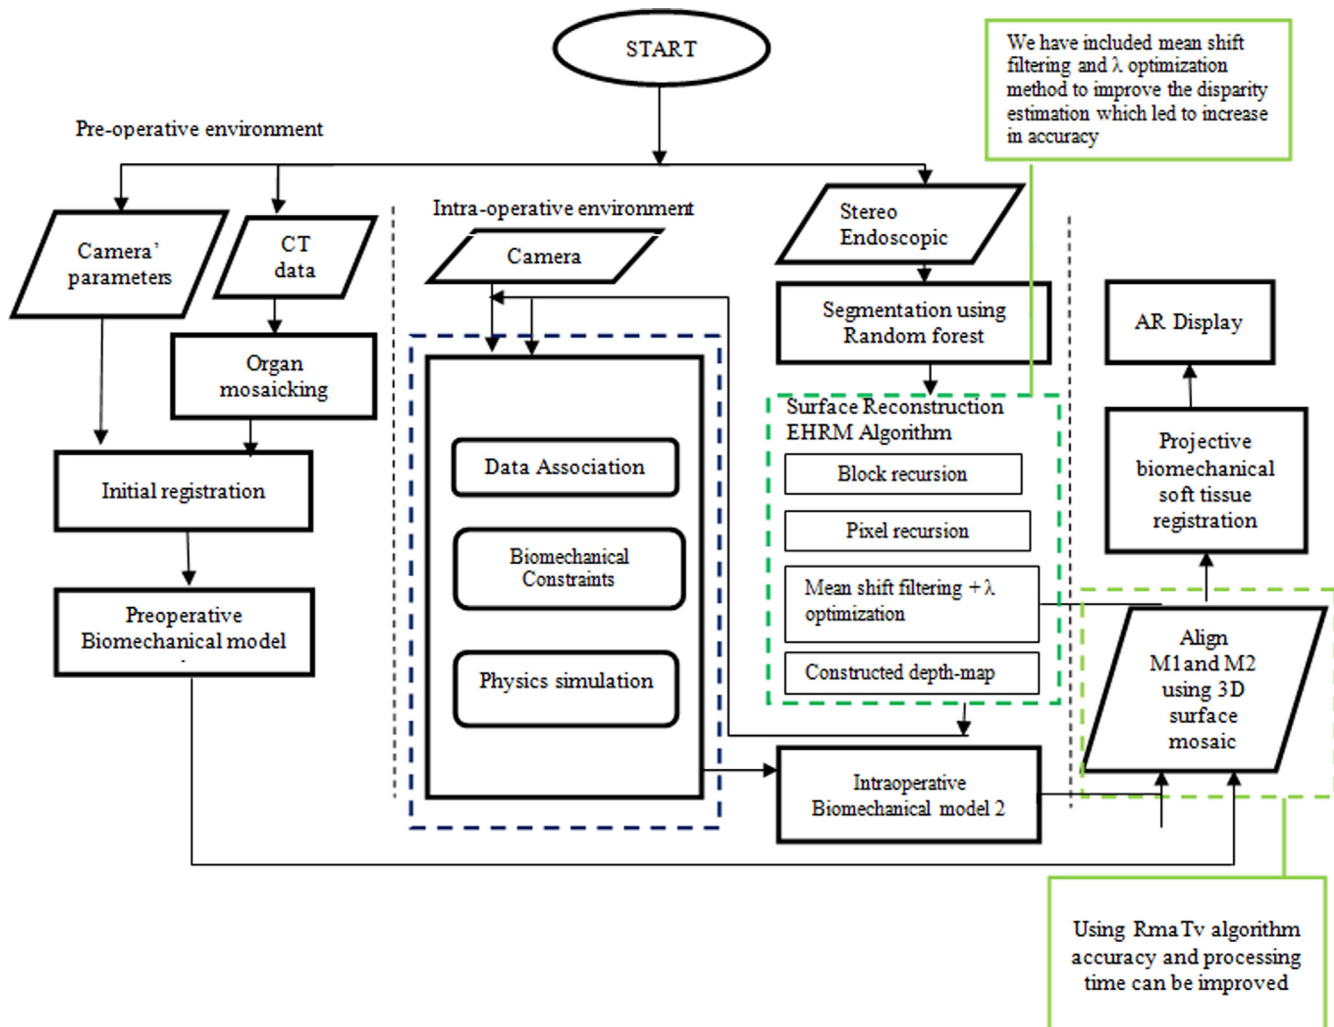 START
We have included mean shift
filtering and λ optimization
method to improve the disparity
estimation which led to increase
in accuracy
Pre-operative environment
Camera’
parameters
CT
data
Organ
mosaicking
Initial registration
Preoperative
Biomechanical model
Intra-operative environment
Camera
Data Association
Biomechanical
Constraints
Physics simulation
Stereo
Endoscopic
Segmentation using
Random forest
Surface Reconstruction
EHRM Algorithm
Block recursion
Pixel recursion
Mean shift filtering + λ
optimization
Constructed depth-map
Intraoperative
Biomechanical model 2
AR Display
Projective
biomechanical
soft tissue
registration
Align
M1and M2
using 3D
surface
mosaic
Using RmaTv algorithm
accuracy and processing
time can be improved